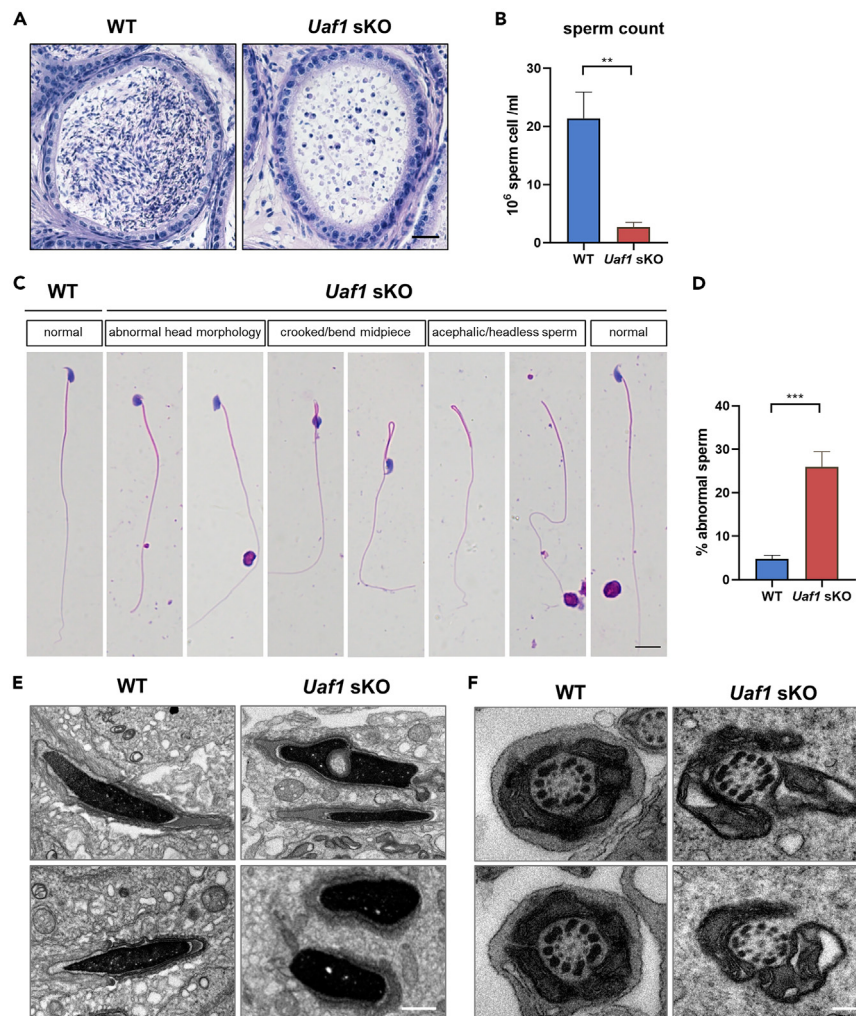 A
WT
Uaf1 sKO
B
sperm count
10⁶ sperm cell /ml
30
20
10
0
**
WT
Uaf1 sKO
C
WT
Uaf1 sKO
normal
abnormal head morphology
crooked/bend midpiece
acephalic/headless sperm
normal
D
% abnormal sperm
40
30
20
10
0
***
WT
Uaf1 sKO
E
WT
Uaf1 sKO
F
WT
Uaf1 sKO